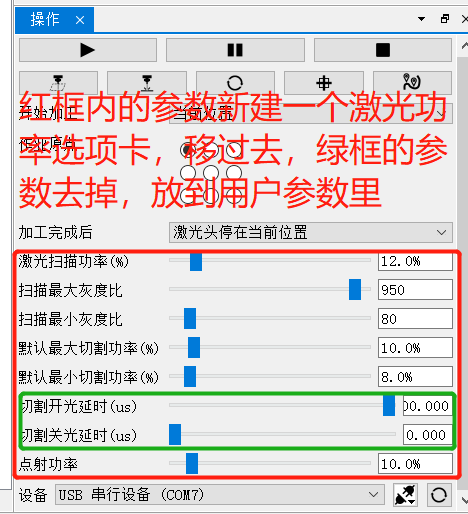 操作
红框内的参数新建一个激光功
率选项卡，移过去，绿框的参
数去掉，放到用户参数里
开始加工
当前位置
作业原点
加工完成后
激光头停在当前位置
激光扫描功率(%)
12.0%
扫描最大灰度比
950
扫描最小灰度比
80
默认最大切割功率(%)
10.0%
默认最小切割功率(%)
8.0%
切割开光延时(us)
00.000
切割关光延时(us)
0.000
点射功率
10.0%
设备
USB 串行设备 (COM7)